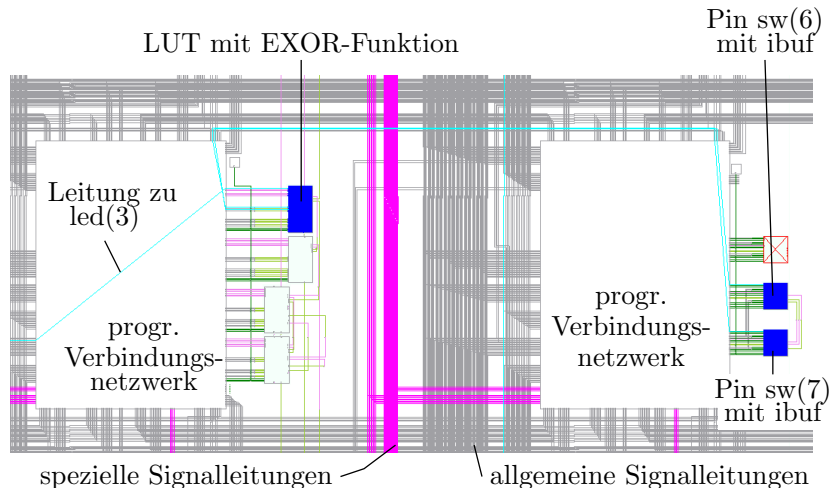 Pin sw(6)
mit ibuf
LUT mit EXOR-Funktion
Leitung zu
led(3)
progr.
Verbindungs-
netzwerk
progr.
Verbindungs-
netzwerk
Pin sw(7)
mit ibuf
spezielle Signalleitungen
allgemeine Signalleitungen